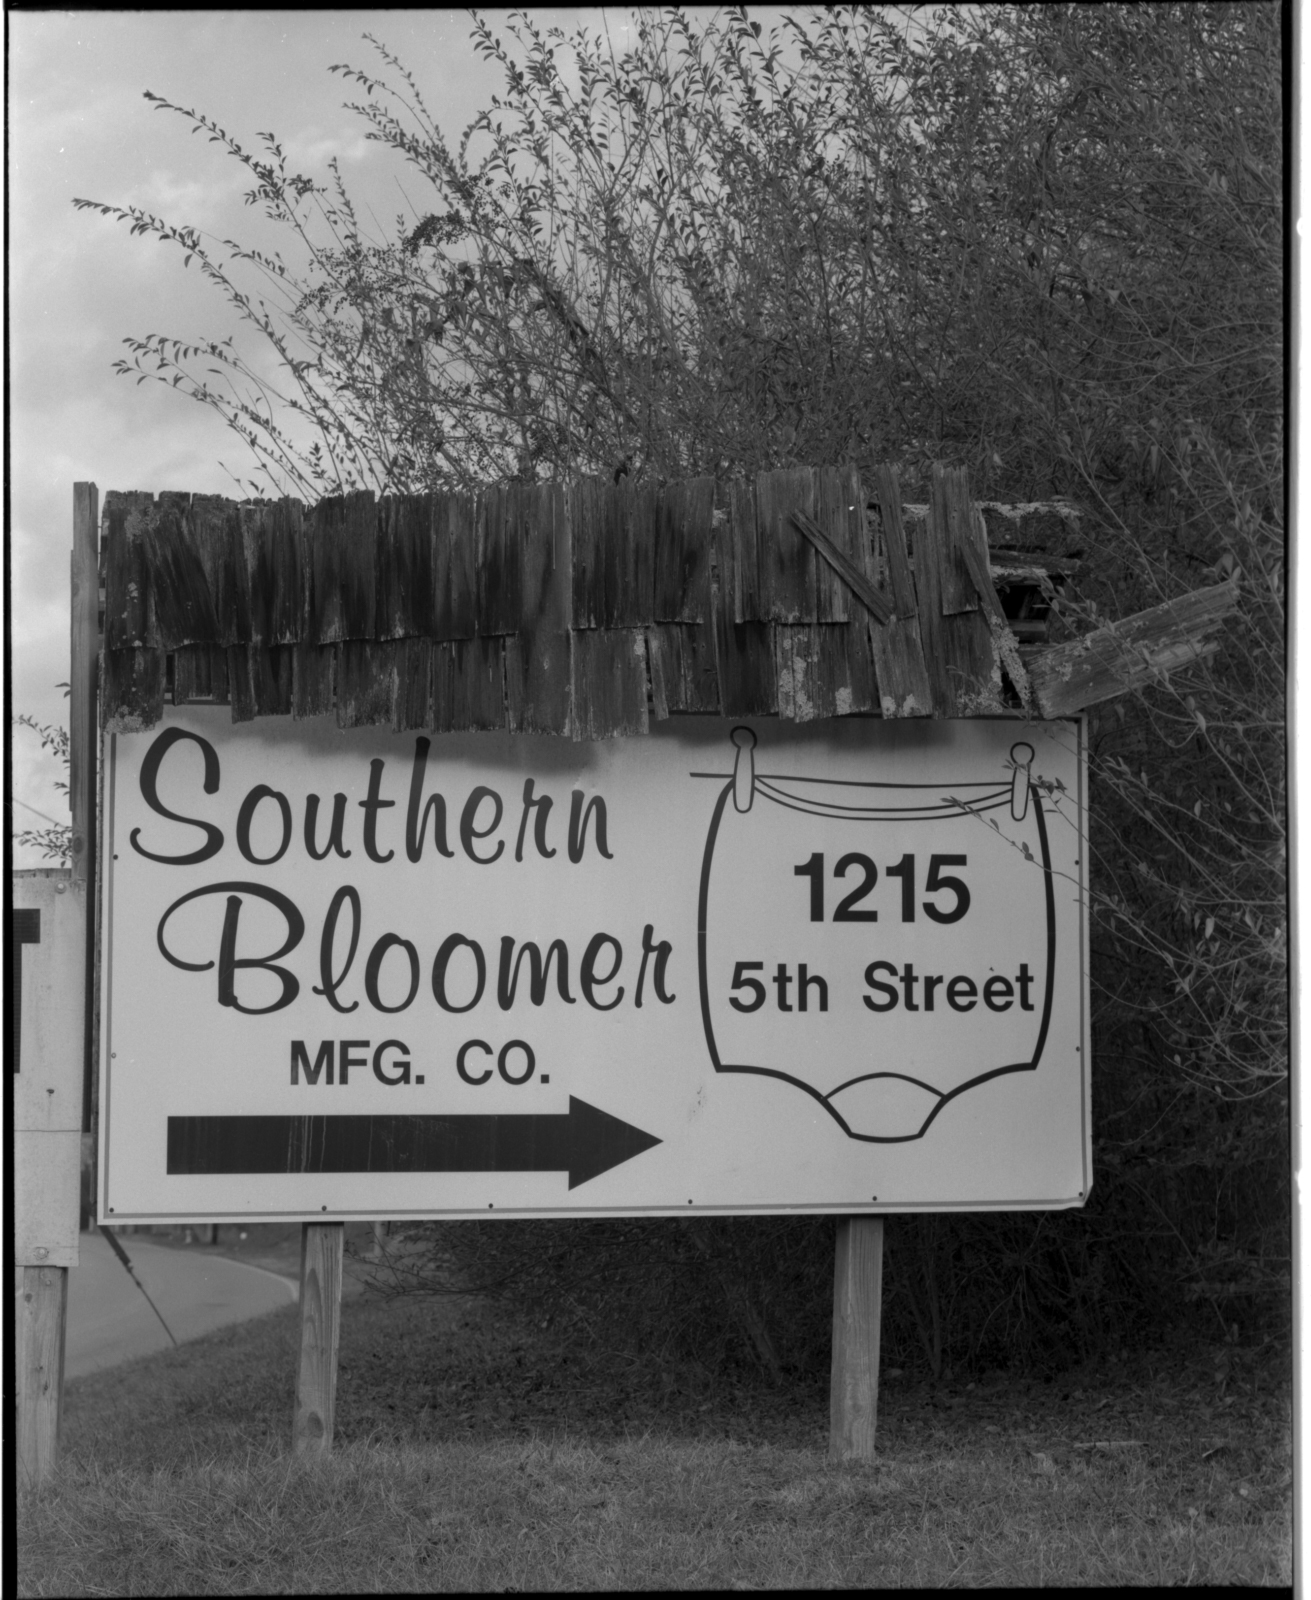 Southern
Bloomer
MFG. CO.
1215
5th Street